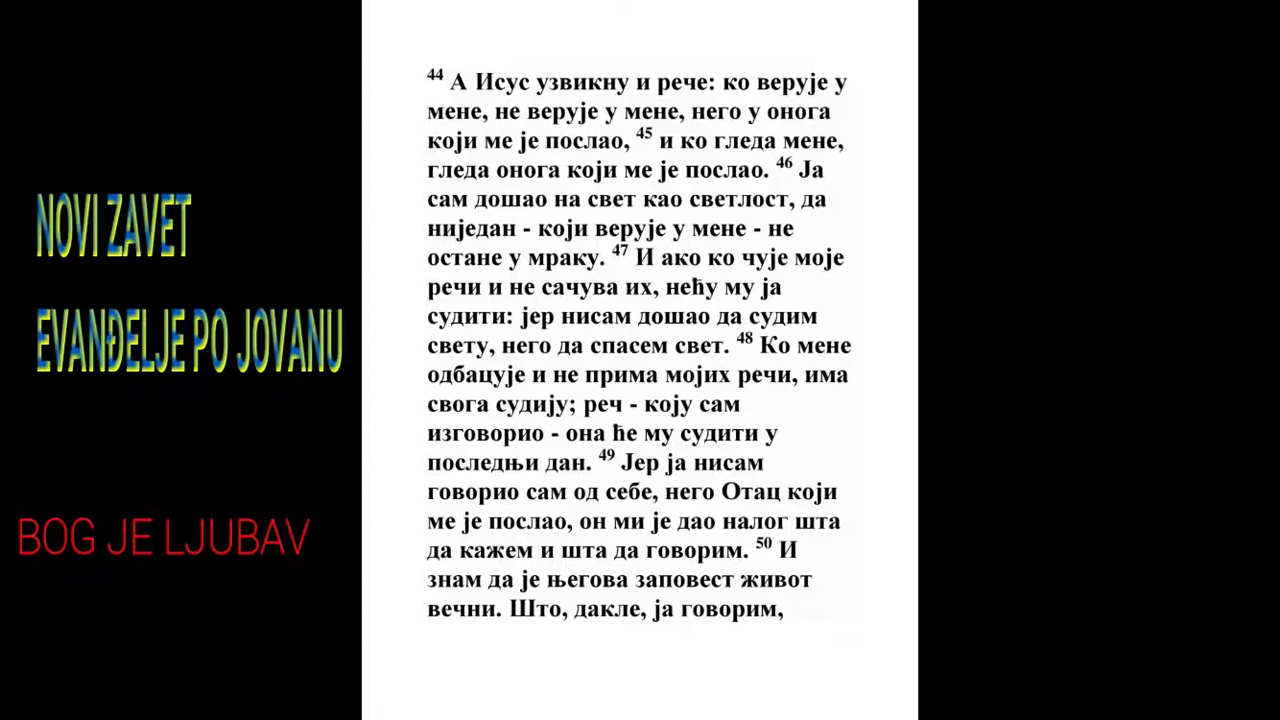 NOVI ZAVET
EVANĐELJE PO JOVANU
BOG JE LJUBAV
44 А Исус узвикну и рече: ко верује у
мене, не верује у мене, него у онога
који ме је послао, 45 и ко гледа мене,
гледа онога који ме је послао. 46 Ја
сам дошао на свет као светлост, да
ниједан - који верује у мене - не
остане у мраку. 47 И ако ко чује моје
речи и не сачува их, нећу му ја
судити: јер нисам дошао да судим
свету, него да спасем свет. 48 Ко мене
одбацује и не прима мојих речи, има
свога судију; реч - коју сам
изговорио - она ће му судити у
последњи дан. 49 Јер ја нисам
говорио сам од себе, него Отац који
ме је послао, он ми је дао налог шта
да кажем и шта да говорим. 50 И
знам да је његова заповест живот
вечни. Што, дакле, ја говорим,